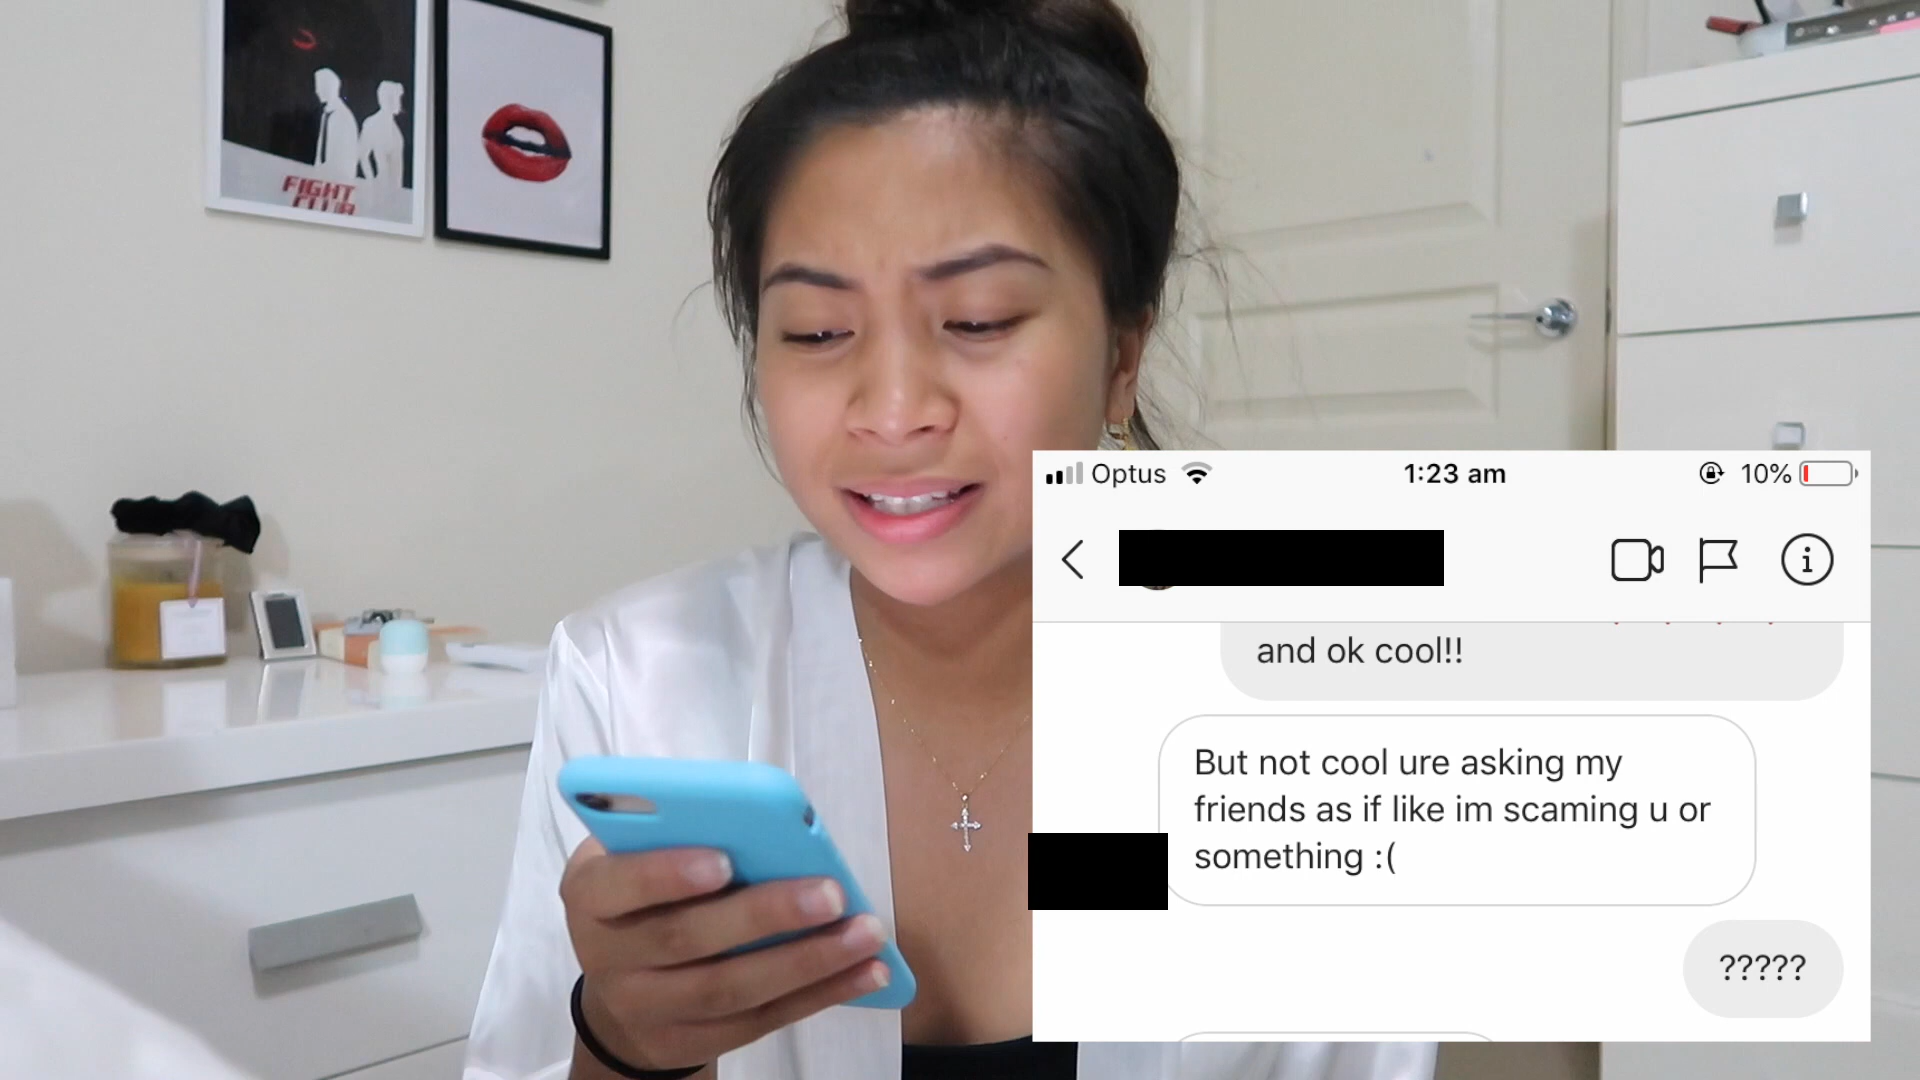 FIGHT
CLUB
Optus
1:23 am
10%
and ok cool!!
But not cool ure asking my
friends as if like im scaming u or
something :(
?????